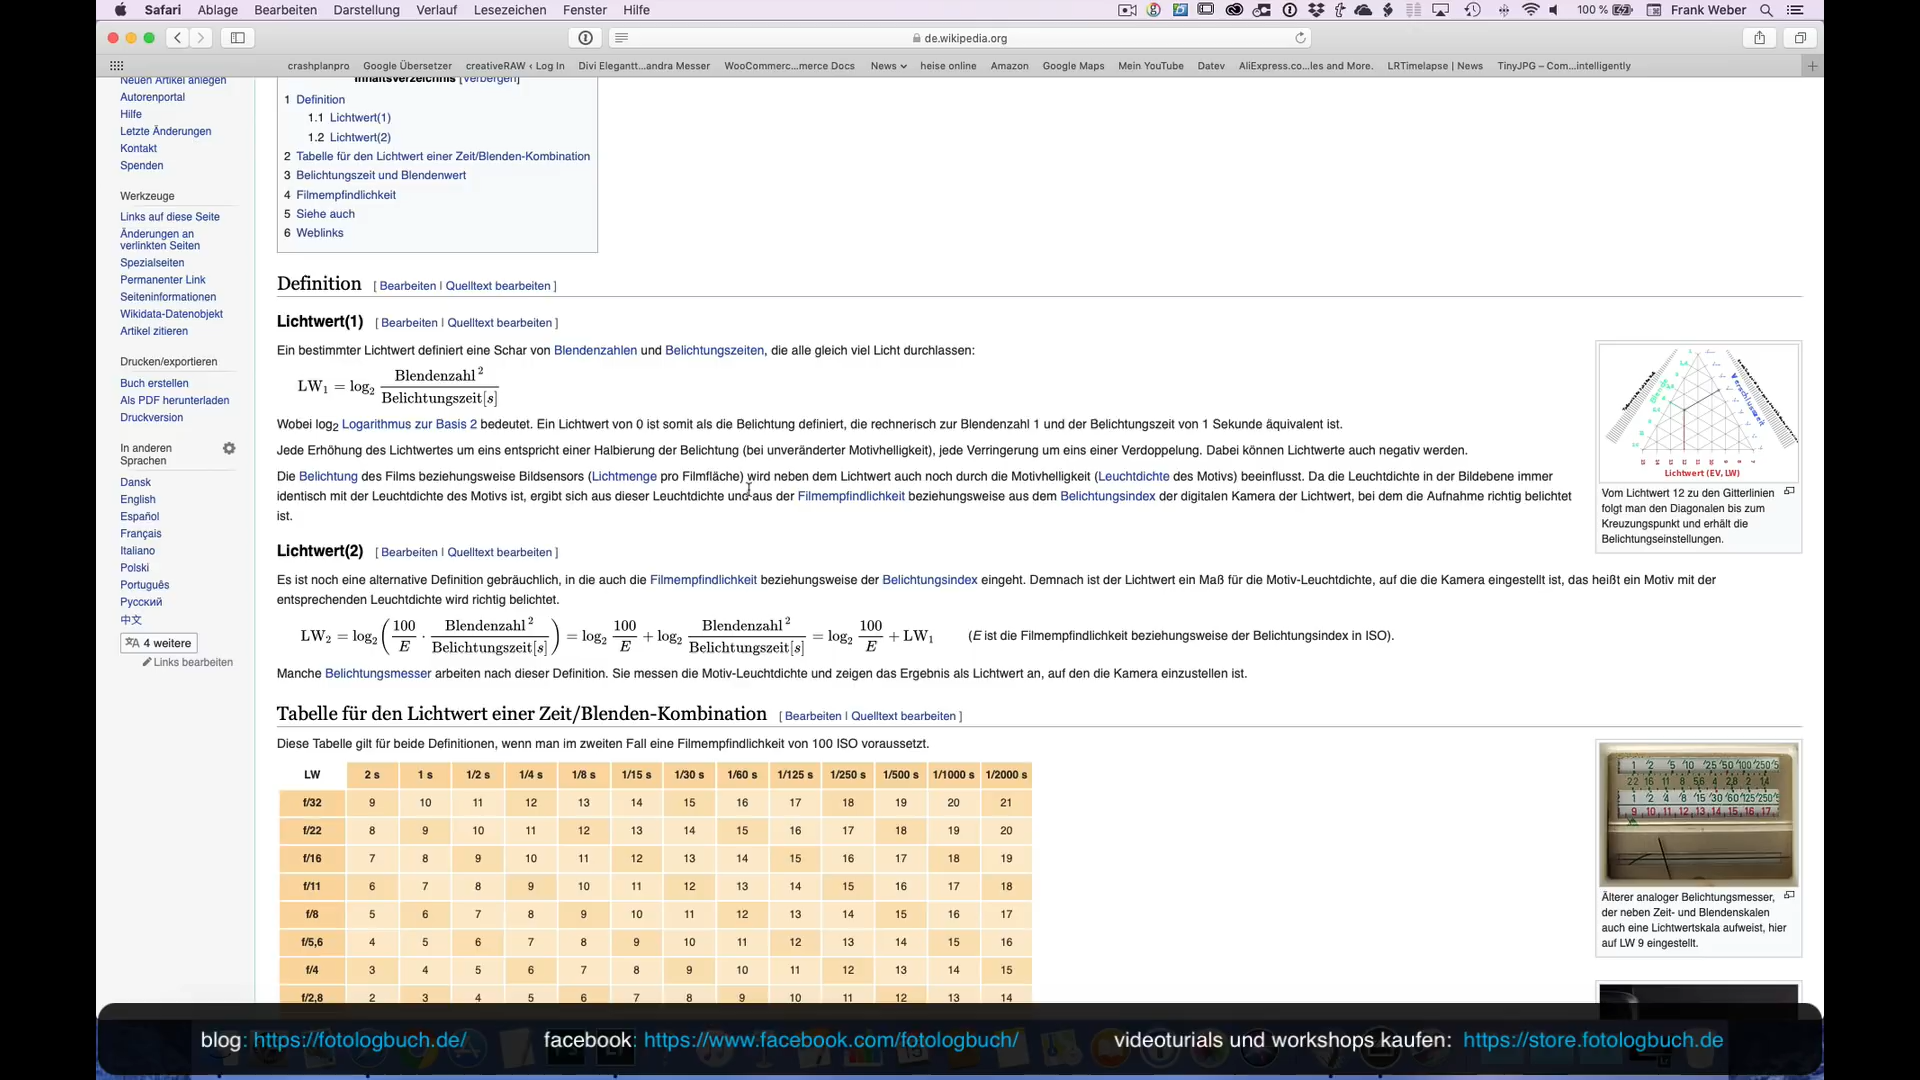 Safari Ablage Bearbeiten Darstellung Verlauf Lesezeichen Fenster Hilfe 100 % Frank Weber
de.wikipedia.org
crashplanpro Google Übersetzer creativeRAW ‹ Log In Divi Elegantt...andra Messer WooCommerc...merce Docs News heise online Amazon Google Maps Mein YouTube Datev AliExpress.co...les and More. LRTimelapse | News TinyJPG – Com...intelligently
Neuen Artikel anlegen
Autorenportal
Hilfe
Letzte Änderungen
Kontakt
Spenden
Werkzeuge
Links auf diese Seite
Änderungen an
verlinkten Seiten
Spezialseiten
Permanenter Link
Seiteninformationen
Wikidata-Datenobjekt
Artikel zitieren
Drucken/exportieren
Buch erstellen
Als PDF herunterladen
Druckversion
In anderen
Sprachen
Dansk
English
Español
Français
Italiano
Polski
Português
Русский
中文
4 weitere
Links bearbeiten
Inhaltsverzeichnis [Verbergen]
1 Definition
1.1 Lichtwert(1)
1.2 Lichtwert(2)
2 Tabelle für den Lichtwert einer Zeit/Blenden-Kombination
3 Belichtungszeit und Blendenwert
4 Filmempfindlichkeit
5 Siehe auch
6 Weblinks
Definition [ Bearbeiten | Quelltext bearbeiten ]
Lichtwert(1) [ Bearbeiten | Quelltext bearbeiten ]
Ein bestimmter Lichtwert definiert eine Schar von Blendenzahlen und Belichtungszeiten, die alle gleich viel Licht durchlassen:
LW₁ = log₂ Blendenzahl² / Belichtungszeit[s]
Wobei log₂ Logarithmus zur Basis 2 bedeutet. Ein Lichtwert von 0 ist somit als die Belichtung definiert, die rechnerisch zur Blendenzahl 1 und der Belichtungszeit von 1 Sekunde äquivalent ist.
Jede Erhöhung des Lichtwertes um eins entspricht einer Halbierung der Belichtung (bei unveränderter Motivhelligkeit), jede Verringerung um eins einer Verdoppelung. Dabei können Lichtwerte auch negativ werden.
Die Belichtung des Films beziehungsweise Bildsensors (Lichtmenge pro Filmfläche) wird neben dem Lichtwert auch noch durch die Motivhelligkeit (Leuchtdichte des Motivs) beeinflusst. Da die Leuchtdichte in der Bildebene immer
identisch mit der Leuchtdichte des Motivs ist, ergibt sich aus dieser Leuchtdichte und aus der Filmempfindlichkeit beziehungsweise aus dem Belichtungsindex der digitalen Kamera der Lichtwert, bei dem die Aufnahme richtig belichtet
ist.
Lichtwert (EV, LW)
Vom Lichtwert 12 zu den Gitterlinien
folgt man den Diagonalen bis zum
Kreuzungspunkt und erhält die
Belichtungseinstellungen.
Lichtwert(2) [ Bearbeiten | Quelltext bearbeiten ]
Es ist noch eine alternative Definition gebräuchlich, in die auch die Filmempfindlichkeit beziehungsweise der Belichtungsindex eingeht. Demnach ist der Lichtwert ein Maß für die Motiv-Leuchtdichte, auf die die Kamera eingestellt ist, das heißt ein Motiv mit der
entsprechenden Leuchtdichte wird richtig belichtet.
LW₂ = log₂(100/E · Blendenzahl²/Belichtungszeit[s]) = log₂ 100/E + log₂ Blendenzahl²/Belichtungszeit[s] = log₂ 100/E + LW₁ (E ist die Filmempfindlichkeit beziehungsweise der Belichtungsindex in ISO).
Manche Belichtungsmesser arbeiten nach dieser Definition. Sie messen die Motiv-Leuchtdichte und zeigen das Ergebnis als Lichtwert an, auf den die Kamera einzustellen ist.
Tabelle für den Lichtwert einer Zeit/Blenden-Kombination [ Bearbeiten | Quelltext bearbeiten ]
Diese Tabelle gilt für beide Definitionen, wenn man im zweiten Fall eine Filmempfindlichkeit von 100 ISO voraussetzt.
LW 2 s 1 s 1/2 s 1/4 s 1/8 s 1/15 s 1/30 s 1/60 s 1/125 s 1/250 s 1/500 s 1/1000 s 1/2000 s
f/32 9 10 11 12 13 14 15 16 17 18 19 20 21
f/22 8 9 10 11 12 13 14 15 16 17 18 19 20
f/16 7 8 9 10 11 12 13 14 15 16 17 18 19
f/11 6 7 8 9 10 11 12 13 14 15 16 17 18
f/8 5 6 7 8 9 10 11 12 13 14 15 16 17
f/5,6 4 5 6 7 8 9 10 11 12 13 14 15 16
f/4 3 4 5 6 7 8 9 10 11 12 13 14 15
f/2,8 2 3 4 5 6 7 8 9 10 11 12 13 14
Älterer analoger Belichtungsmesser,
der neben Zeit- und Blendenskalen
auch eine Lichtwertskala aufweist, hier
auf LW 9 eingestellt.
blog: https://fotologbuch.de/ facebook: https://www.facebook.com/fotologbuch/ videoturials und workshops kaufen: https://store.fotologbuch.de